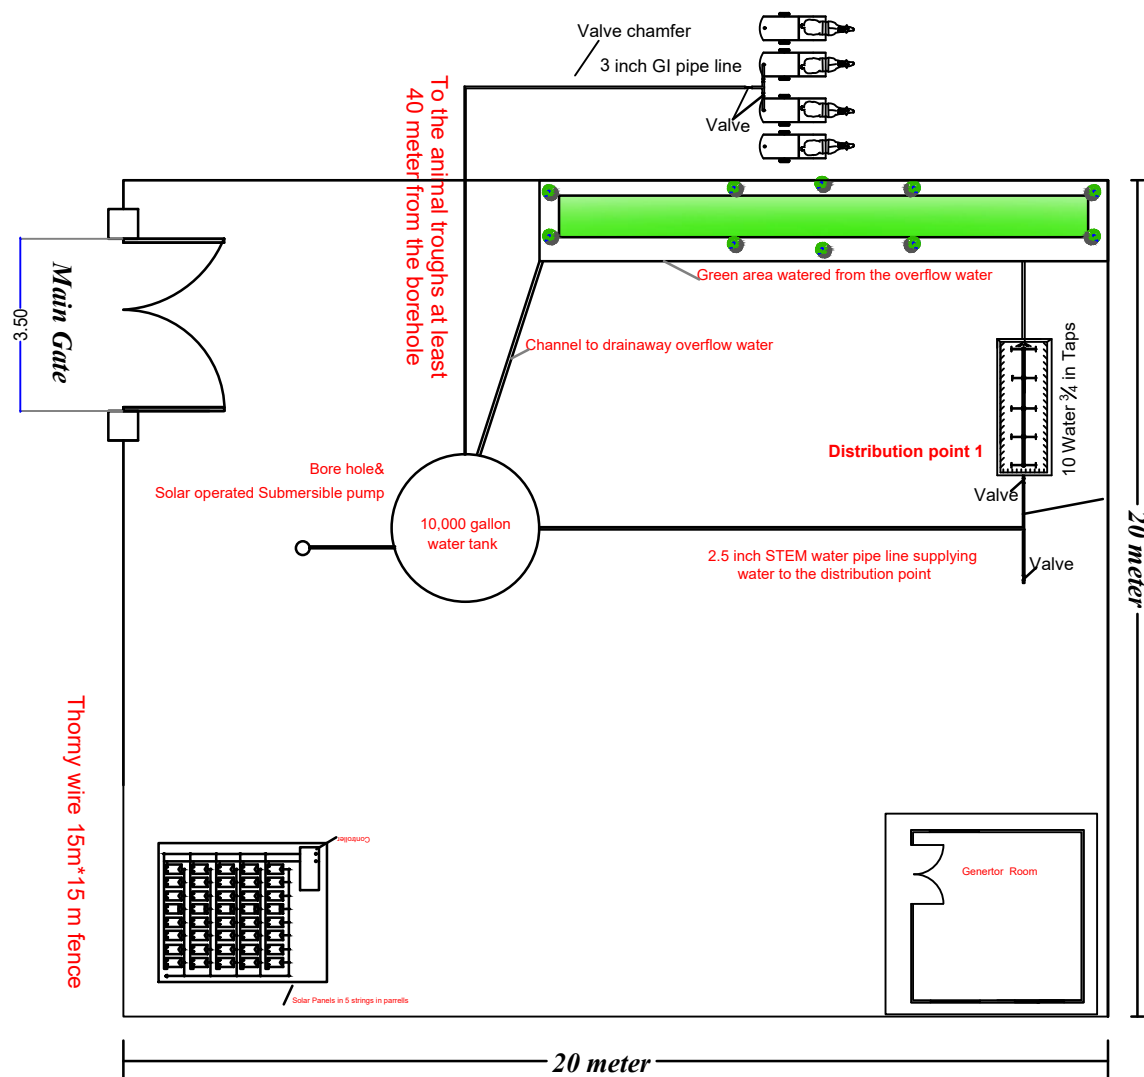 Valve chamfer
3 inch GI pipe line
Valve
To the animal troughs at least
40 meter from the borehole
Main Gate
3.50
Green area watered from the overflow water
Channel to drainaway overflow water
10 Water ¾ in Taps
Distribution point 1
Bore hole&
Solar operated Submersible pump
10,000 gallon
water tank
Valve
2.5 inch STEM water pipe line supplying
water to the distribution point
Valve
20 meter
Thorny wire 15m*15 m fence
Controller
Genertor Room
Solar Panels in 5 strings in parrells
20 meter